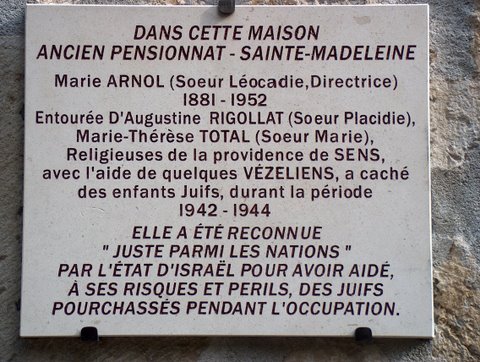 DANS CETTE MAISON
ANCIEN PENSIONNAT - SAINTE-MADELEINE
Marie ARNOL (Soeur Léocadie,Directrice)
1881 - 1952
Entourée D'Augustine RIGOLLAT (Soeur Placidie),
Marie-Thérèse TOTAL (Soeur Marie),
Religieuses de la providence de SENS,
avec l'aide de quelques VÉZELIENS, a caché
des enfants Juifs, durant la période
1942 - 1944
ELLE A ÉTÉ RECONNUE
" JUSTE PARMI LES NATIONS "
PAR L'ÉTAT D'ISRAËL POUR AVOIR AIDÉ,
À SES RISQUES ET PERILS, DES JUIFS
POURCHASSÉS PENDANT L'OCCUPATION.